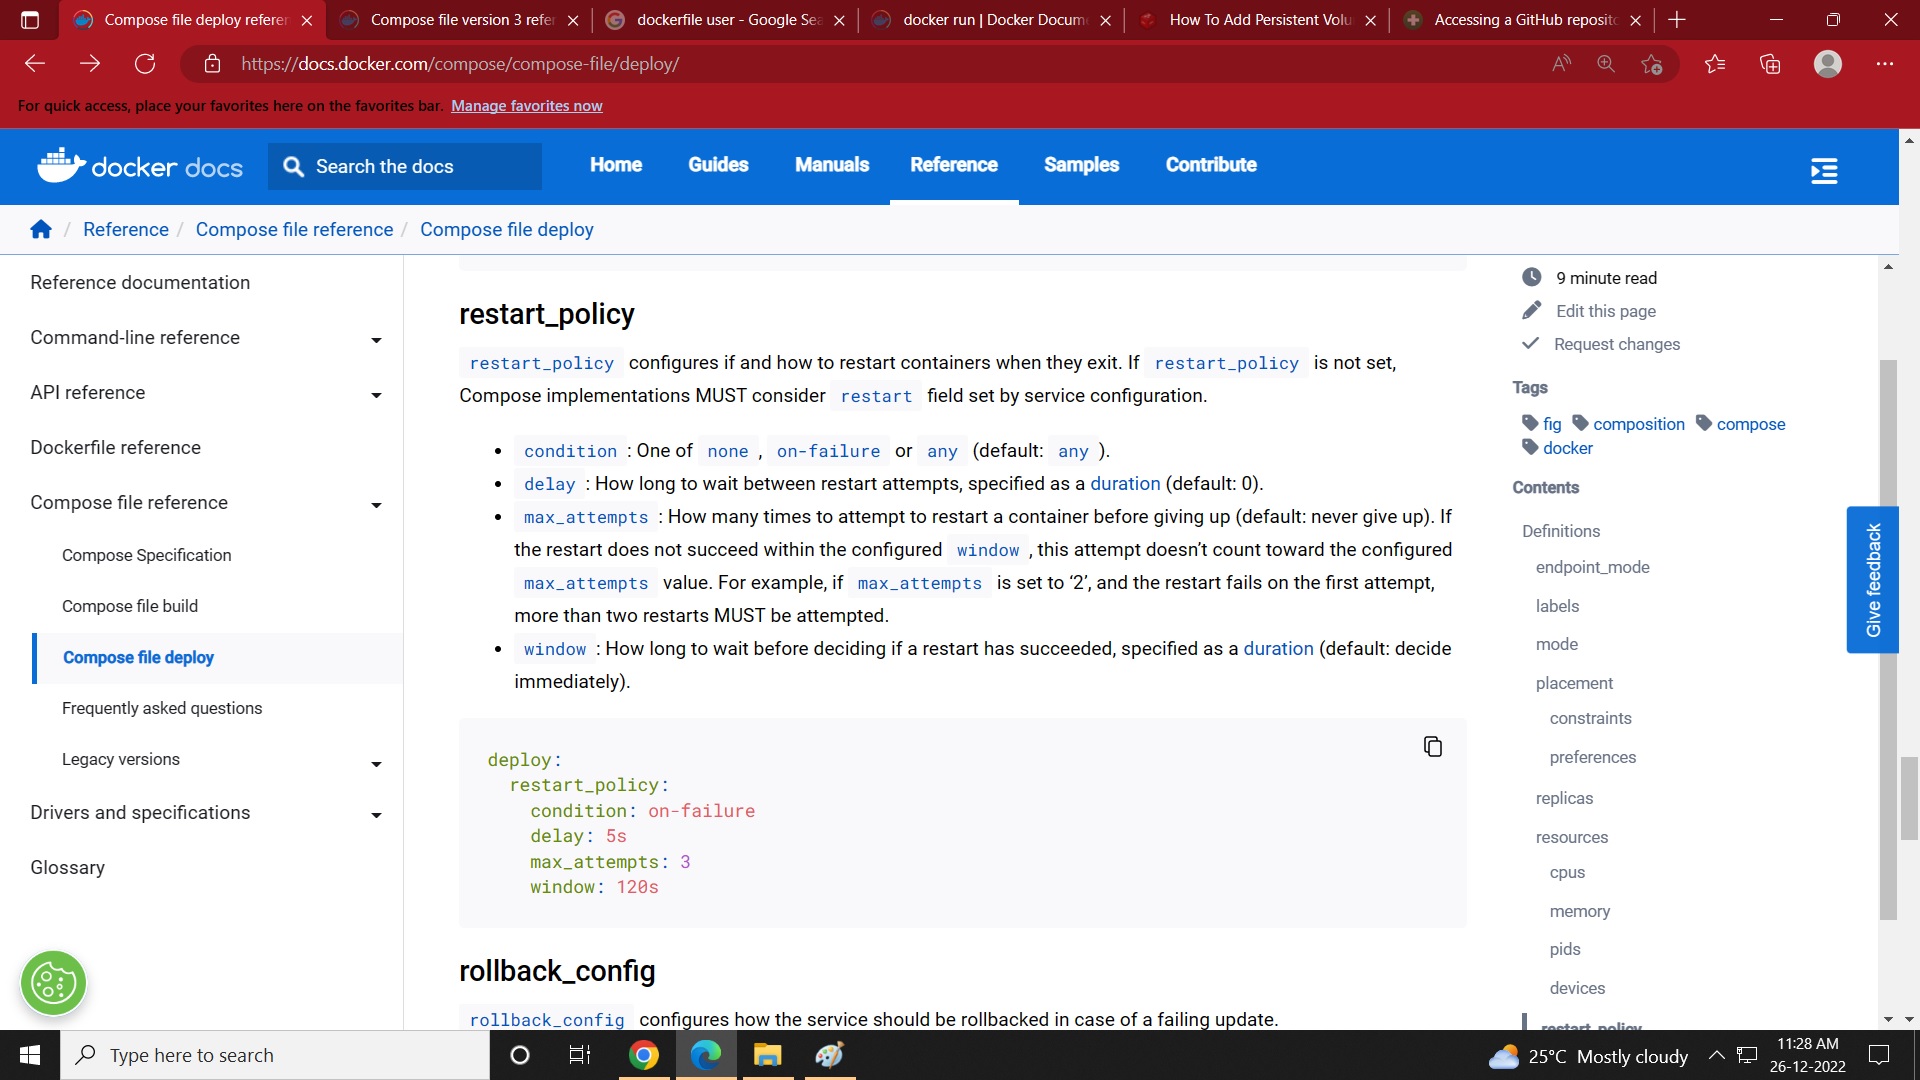 Compose file deploy referen
Compose file version 3 refer
dockerfile user - Google Sea
docker run | Docker Docum
How To Add Persistent Volu
Accessing a GitHub reposito
https://docs.docker.com/compose/compose-file/deploy/
For quick access, place your favorites here on the favorites bar. Manage favorites now
docker docs
Search the docs
Home
Guides
Manuals
Reference
Samples
Contribute
/ Reference / Compose file reference / Compose file deploy
Reference documentation
Command-line reference
API reference
Dockerfile reference
Compose file reference
Compose Specification
Compose file build
Compose file deploy
Frequently asked questions
Legacy versions
Drivers and specifications
Glossary
restart_policy
restart_policy configures if and how to restart containers when they exit. If restart_policy is not set,
Compose implementations MUST consider restart field set by service configuration.
• condition : One of none , on-failure or any (default: any ).
• delay : How long to wait between restart attempts, specified as a duration (default: 0).
• max_attempts : How many times to attempt to restart a container before giving up (default: never give up). If
the restart does not succeed within the configured window , this attempt doesn’t count toward the configured
max_attempts value. For example, if max_attempts is set to ‘2’, and the restart fails on the first attempt,
more than two restarts MUST be attempted.
• window : How long to wait before deciding if a restart has succeeded, specified as a duration (default: decide
immediately).
deploy:
restart_policy:
condition: on-failure
delay: 5s
max_attempts: 3
window: 120s
rollback_config
rollback_config configures how the service should be rollbacked in case of a failing update.
9 minute read
Edit this page
Request changes
Tags
fig composition compose
docker
Contents
Definitions
endpoint_mode
labels
mode
placement
constraints
preferences
replicas
resources
cpus
memory
pids
devices
restart_policy
Give feedback
Type here to search
25°C Mostly cloudy
11:28 AM
26-12-2022